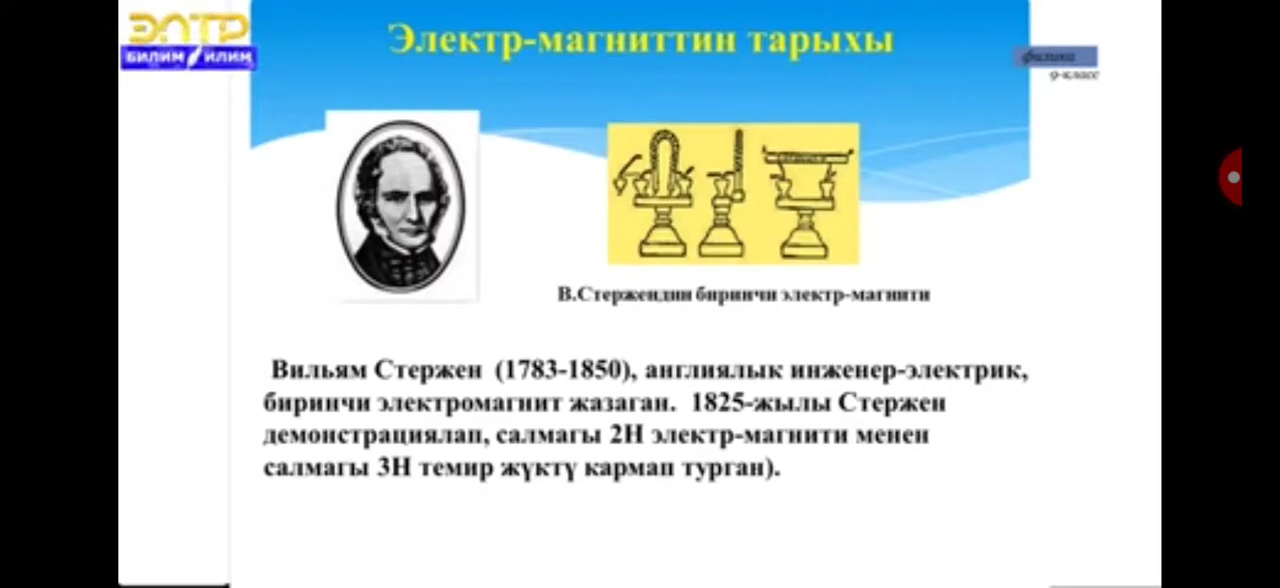 ЭЛТР
БИЛИМ ИЛИМ
Электр-магниттин тарыхы
физика
9-класс
В.Стержендин биринчи электр-магнити
Вильям Стержен (1783-1850), англиялык инженер-электрик,
биринчи электромагнит жазаган. 1825-жылы Стержен
демонстрациялап, салмагы 2Н электр-магнити менен
салмагы 3Н темир жүктү кармап турган).